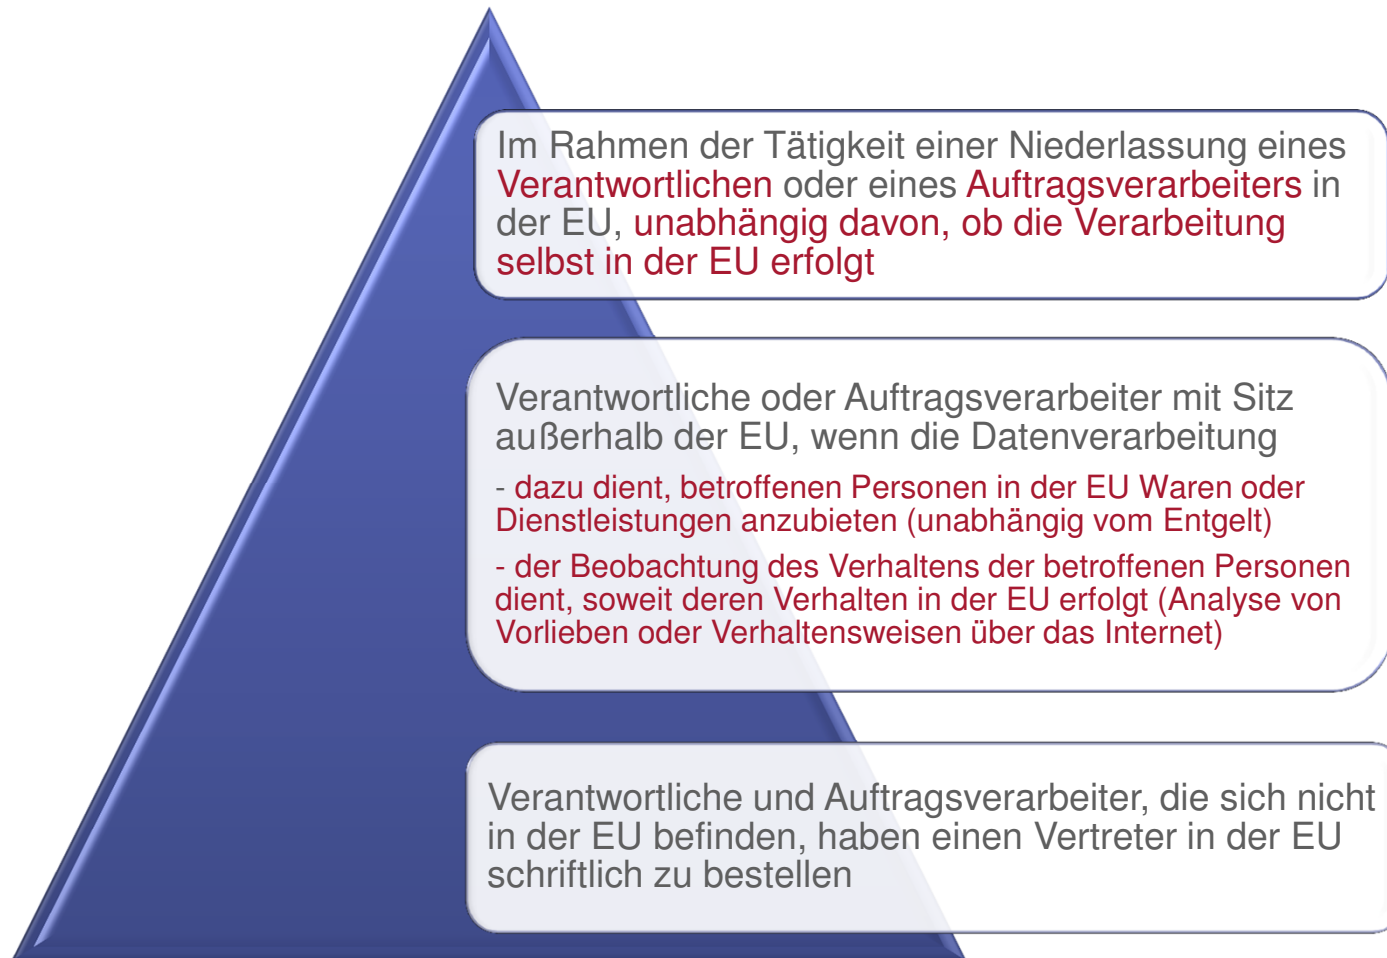 Im Rahmen der Tätigkeit einer Niederlassung eines
Verantwortlichen oder eines Auftragsverarbeiters in
der EU, unabhängig davon, ob die Verarbeitung
selbst in der EU erfolgt
Verantwortliche oder Auftragsverarbeiter mit Sitz
außerhalb der EU, wenn die Datenverarbeitung
- dazu dient, betroffenen Personen in der EU Waren oder
Dienstleistungen anzubieten (unabhängig vom Entgelt)
- der Beobachtung des Verhaltens der betroffenen Personen
dient, soweit deren Verhalten in der EU erfolgt (Analyse von
Vorlieben oder Verhaltensweisen über das Internet)
Verantwortliche und Auftragsverarbeiter, die sich nicht
in der EU befinden, haben einen Vertreter in der EU
schriftlich zu bestellen